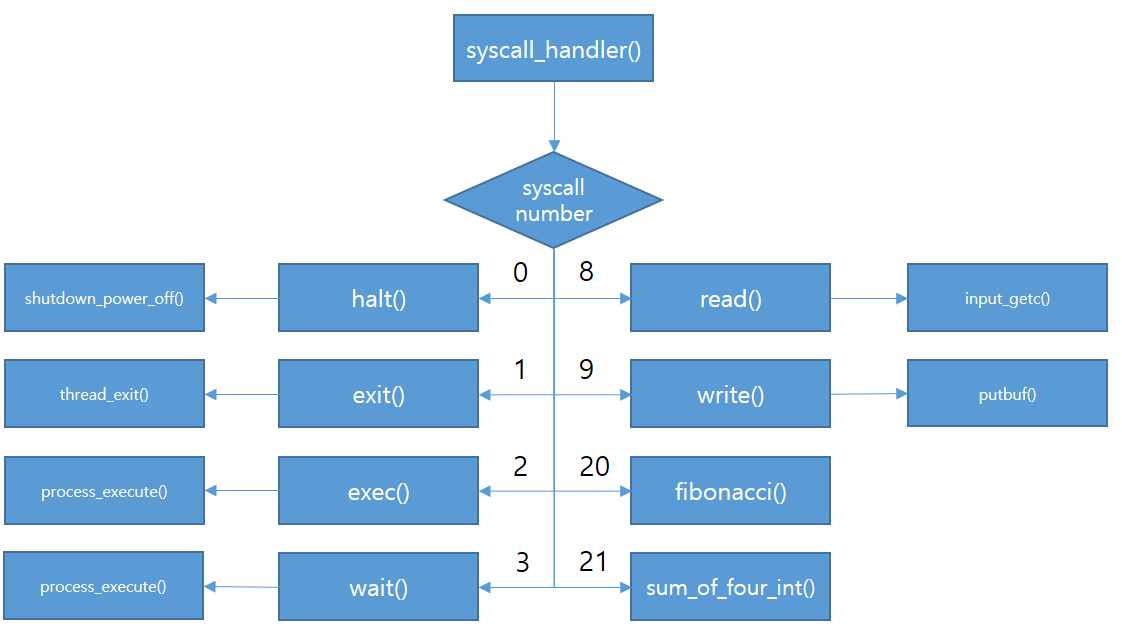 syscall_handler()
syscall
number
0
8
shutdown_power_off()
halt()
read()
input_getc()
1
9
thread_exit()
exit()
write()
putbuf()
2
20
process_execute()
exec()
fibonacci()
3
21
process_execute()
wait()
sum_of_four_int()